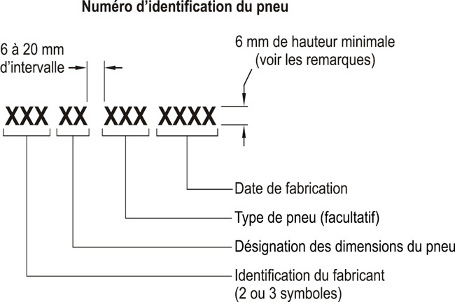 Numéro d'identification du pneu
6 à 20 mm
d'intervalle
6 mm de hauteur minimale
(voir les remarques)
XXX XX XXX XXXX
Date de fabrication
Type de pneu (facultatif)
Désignation des dimensions du pneu
Identification du fabricant
(2 ou 3 symboles)